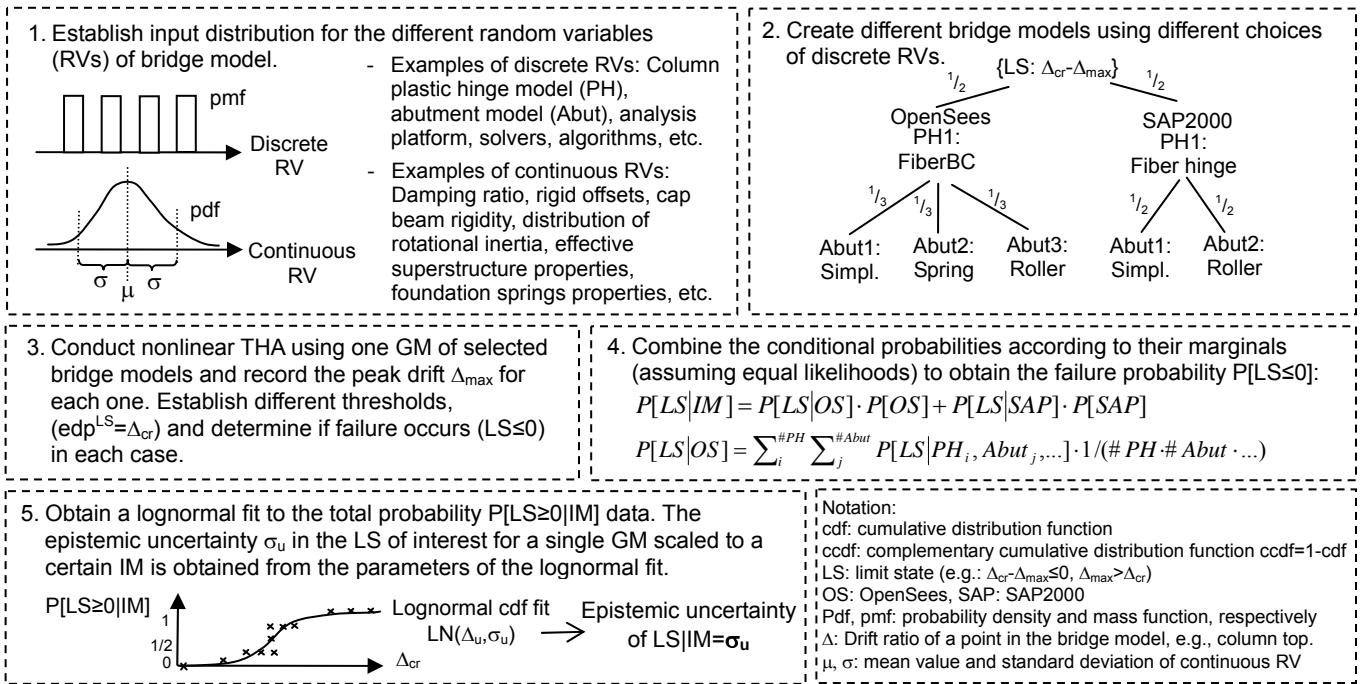 1. Establish input distribution for the different random variables
(RVs) of bridge model.
pmf
Discrete
RV
pdf
Continuous
RV
σ σ
μ
- Examples of discrete RVs: Column
plastic hinge model (PH),
abutment model (Abut), analysis
platform, solvers, algorithms, etc.
- Examples of continuous RVs:
Damping ratio, rigid offsets, cap
beam rigidity, distribution of
rotational inertia, effective
superstructure properties,
foundation springs properties, etc.
2. Create different bridge models using different choices
of discrete RVs.
{LS: Δcr-Δmax}
1/2 1/2
OpenSees
PH1:
FiberBC
SAP2000
PH1:
Fiber hinge
1/3 1/3 1/3 1/2 1/2
Abut1: Abut2: Abut3: Abut1: Abut2:
Simpl. Spring Roller Simpl. Roller
3. Conduct nonlinear THA using one GM of selected
bridge models and record the peak drift Δmax for
each one. Establish different thresholds,
(edp^LS=Δcr) and determine if failure occurs (LS≤0)
in each case.
4. Combine the conditional probabilities according to their marginals
(assuming equal likelihoods) to obtain the failure probability P[LS≤0]:
P[LS|IM] = P[LS|OS]· P[OS]+ P[LS|SAP]· P[SAP]
P[LS|OS] = ∑_i^#PH ∑_j^#Abut P[LS|PH_i, Abut_j,...]·1/(# PH·# Abut ·...)
5. Obtain a lognormal fit to the total probability P[LS≥0|IM] data. The
epistemic uncertainty σu in the LS of interest for a single GM scaled to a
certain IM is obtained from the parameters of the lognormal fit.
P[LS≥0|IM]
1
1/2
0
Δcr
Lognormal cdf fit
LN(Δu,σu)
Epistemic uncertainty
of LS|IM=σu
Notation:
cdf: cumulative distribution function
ccdf: complementary cumulative distribution function ccdf=1-cdf
LS: limit state (e.g.: Δcr-Δmax≤0, Δmax>Δcr)
OS: OpenSees, SAP: SAP2000
Pdf, pmf: probability density and mass function, respectively
Δ: Drift ratio of a point in the bridge model, e.g., column top.
μ, σ: mean value and standard deviation of continuous RV